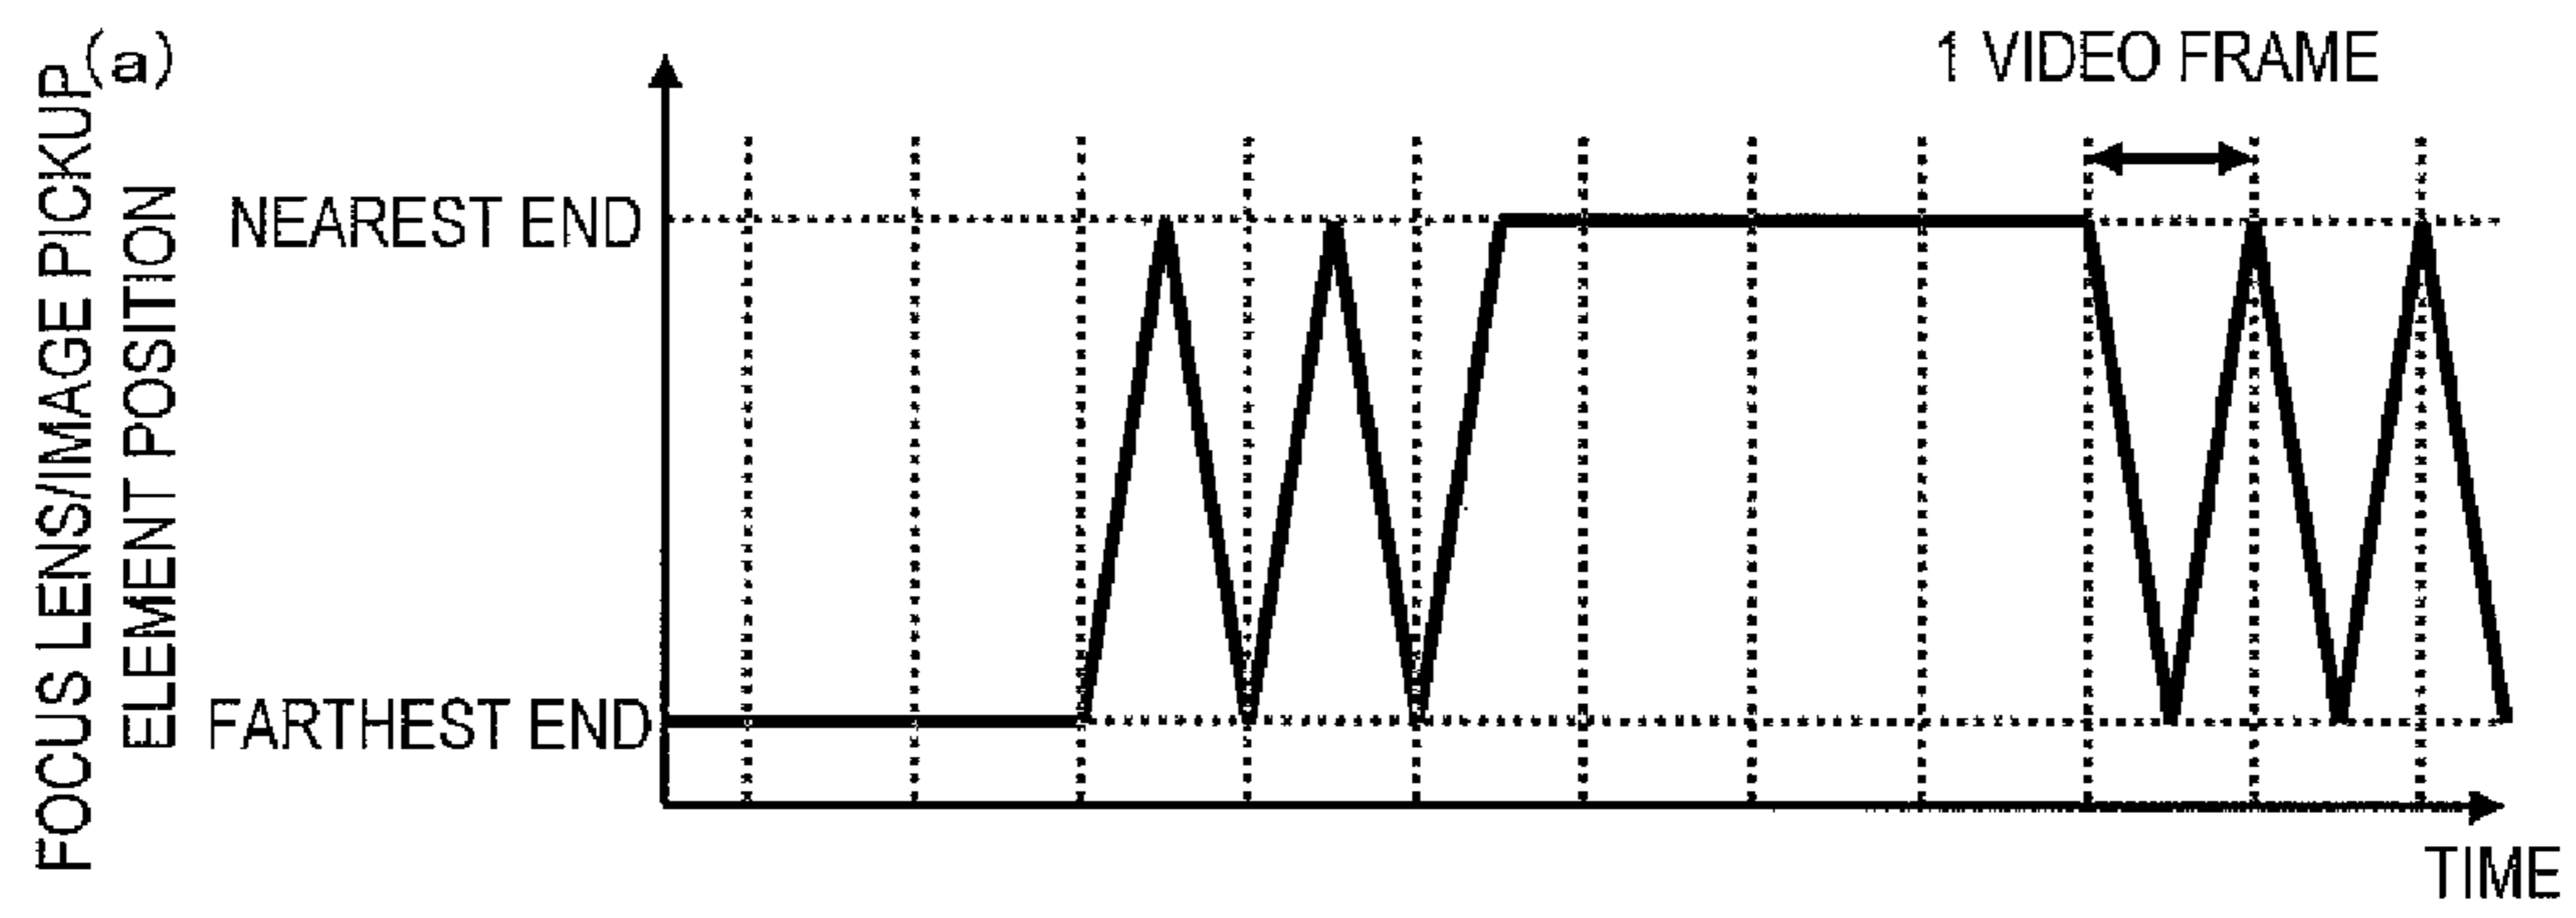 (a)
1 VIDEO FRAME
FOCUS LENS/IMAGE PICKUP
ELEMENT POSITION
NEAREST END
FARTHEST END
TIME